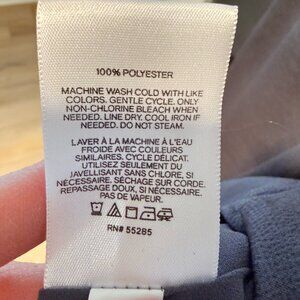 100% POLYESTER
MACHINE WASH COLD WITH LIKE
COLORS. GENTLE CYCLE. ONLY
NON-CHLORINE BLEACH WHEN
NEEDED. LINE DRY. COOL IRON IF
NEEDED. DO NOT STEAM.
LAVER À LA MACHINE À L'EAU
FROIDE AVEC COULEURS
SIMILAIRES. CYCLE DÉLICAT.
UTILISEZ SEULEMENT DU
JAVELLISANT SANS CHLORE, SI
NÉCESSAIRE. SÉCHAGE SUR CORDE.
REPASSAGE DOUX, SI NÉCESSAIRE.
PAS DE VAPEUR.
RN# 55285